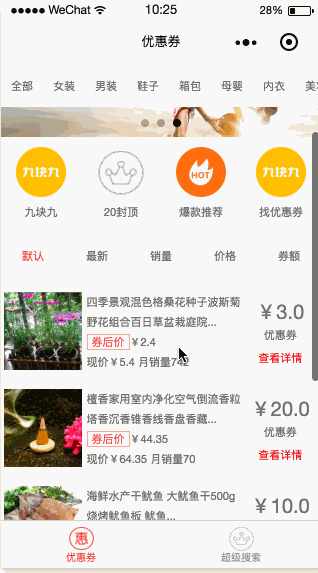 WeChat 10:25 28%
优惠券
全部 女装 男装 鞋子 箱包 母婴 内衣 美
九块九 HOT 九块九
九块九 20封顶 爆款推荐 找优惠券
默认 最新 销量 价格 券额
四季景观混色格桑花种子波斯菊
野花组合百日草盆栽庭院...
券后价 ¥2.4
现价¥5.4 月销量742
¥3.0
优惠券
查看详情
檀香家用室内净化空气倒流香粒
塔香沉香锥香线香盘香藏...
券后价 ¥44.35
现价¥64.35 月销量70
¥20.0
优惠券
查看详情
海鲜水产干鱿鱼 大鱿鱼干500g
烧烤鱿鱼板 鱿鱼...
¥10.0
惠
优惠券 超级搜索